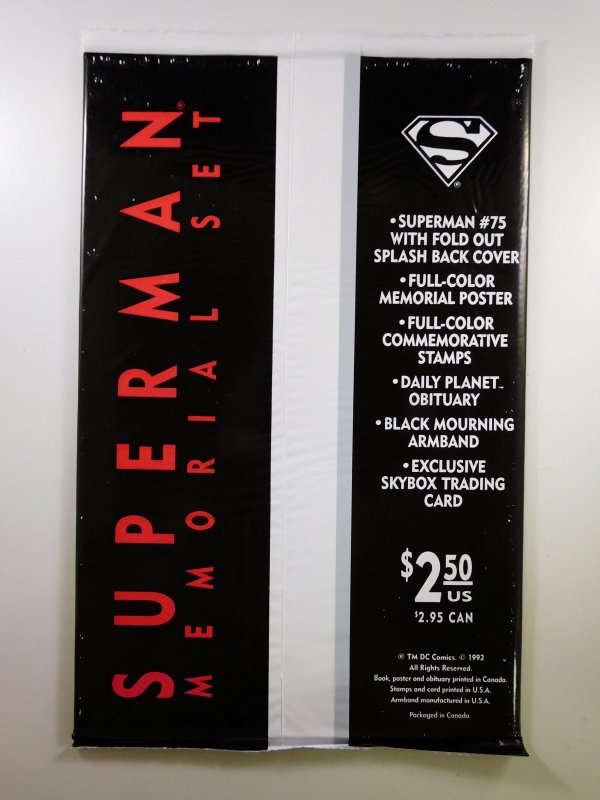 SUPERMAN®
MEMORIAL SET
S
®
•SUPERMAN #75
WITH FOLD OUT
SPLASH BACK COVER
•FULL-COLOR
MEMORIAL POSTER
•FULL-COLOR
COMMEMORATIVE
STAMPS
•DAILY PLANET™
OBITUARY
•BLACK MOURNING
ARMBAND
•EXCLUSIVE
SKYBOX TRADING
CARD
$2.50
US
$2.95 CAN
® TM DC Comics. © 1992
All Rights Reserved.
Book, poster and obituary printed in Canada.
Stamps and card printed in U.S.A.
Armband manufactured in U.S.A.
Packaged in Canada